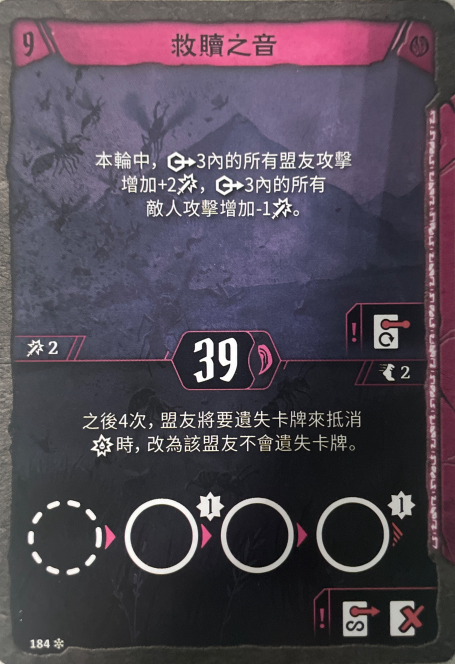 9 救贖之音
本輪中, 3內的所有盟友攻擊
增加+2, 3內的所有
敵人攻擊增加-1。
!
2
39
2
之後4次, 盟友將要遺失卡牌來抵消
時, 改為該盟友不會遺失卡牌。
1 1
!
184